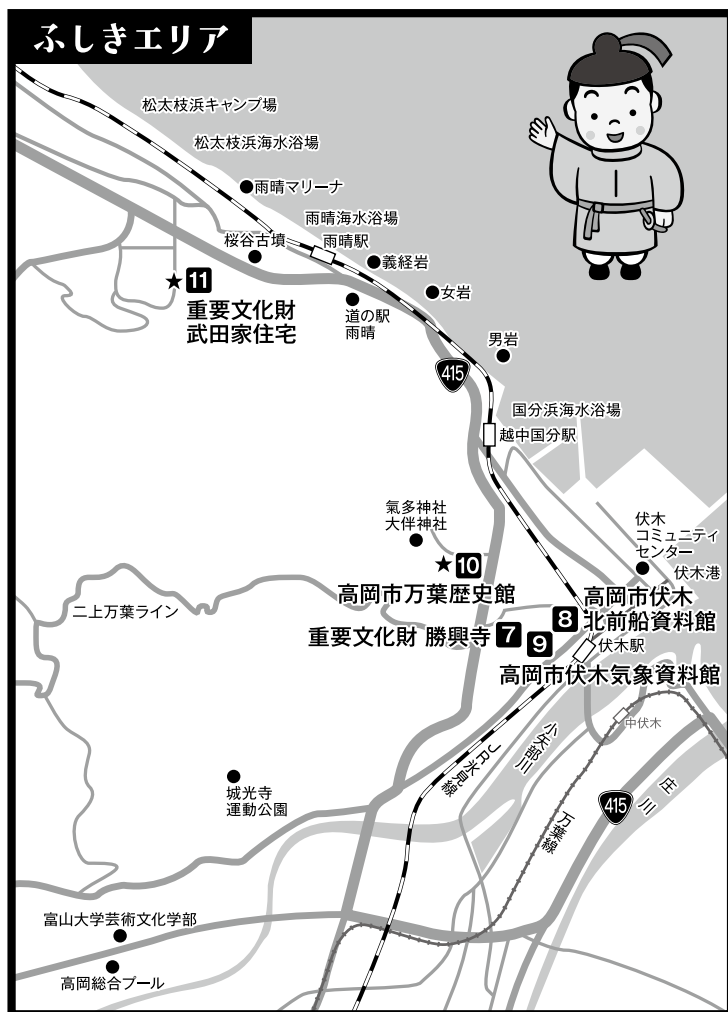 ふしきエリア
松太枝浜キャンプ場
松太枝浜海水浴場
雨晴マリーナ
雨晴海水浴場
桜谷古墳
雨晴駅
義経岩
女岩
11
重要文化財
武田家住宅
道の駅
雨晴
男岩
415
国分浜海水浴場
越中国分駅
氣多神社
大伴神社
伏木
コミュニティ
センター
10
高岡市万葉歴史館
伏木港
二上万葉ライン
8
高岡市伏木
北前船資料館
重要文化財 勝興寺
7
9
伏木駅
高岡市伏木気象資料館
中伏木
小矢部川
JR氷見線
庄川
城光寺
運動公園
415
万葉線
富山大学芸術文化学部
高岡総合プール